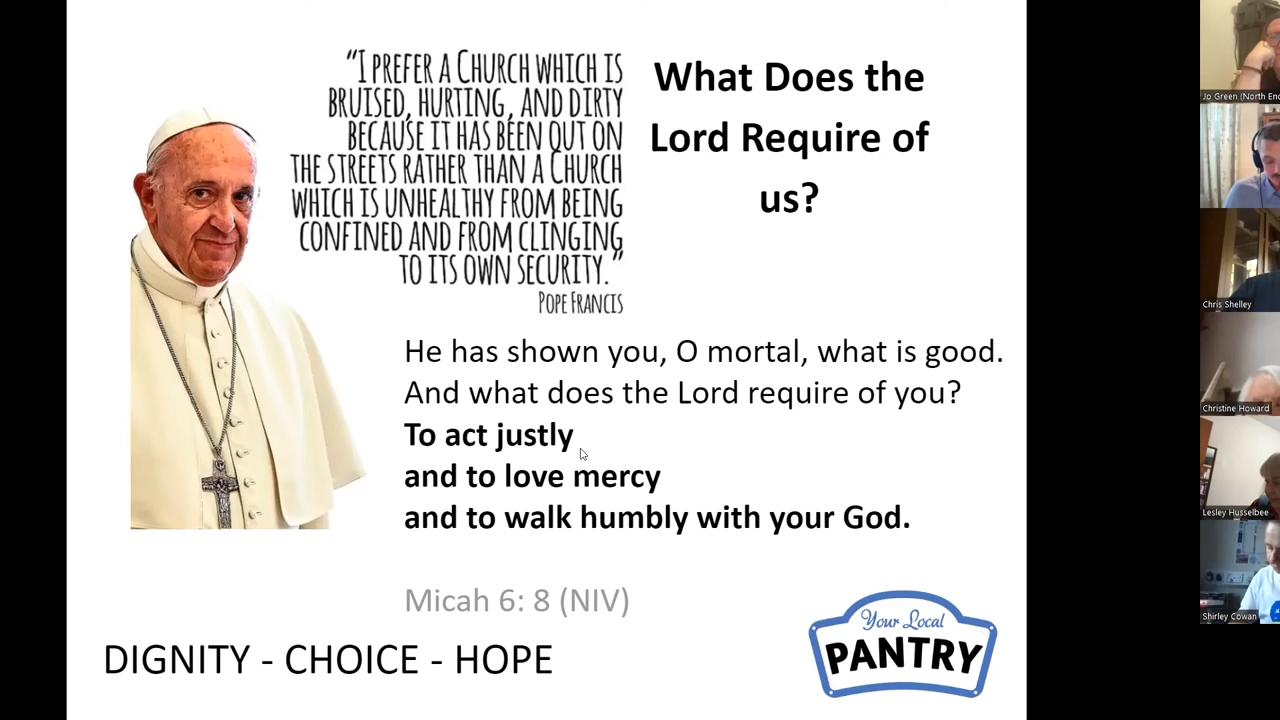 “I PREFER A CHURCH WHICH IS
BRUISED, HURTING, AND DIRTY
BECAUSE IT HAS BEEN OUT ON
THE STREETS RATHER THAN A CHURCH
WHICH IS UNHEALTHY FROM BEING
CONFINED AND FROM CLINGING
TO ITS OWN SECURITY.”
POPE FRANCIS
What Does the
Lord Require of
us?
He has shown you, O mortal, what is good.
And what does the Lord require of you?
To act justly
and to love mercy
and to walk humbly with your God.
Micah 6: 8 (NIV)
DIGNITY - CHOICE - HOPE
Your Local
PANTRY
Jo Green (North End
Chris Shelley
Christine Howard
Lesley Husselbee
Shirley Cowan